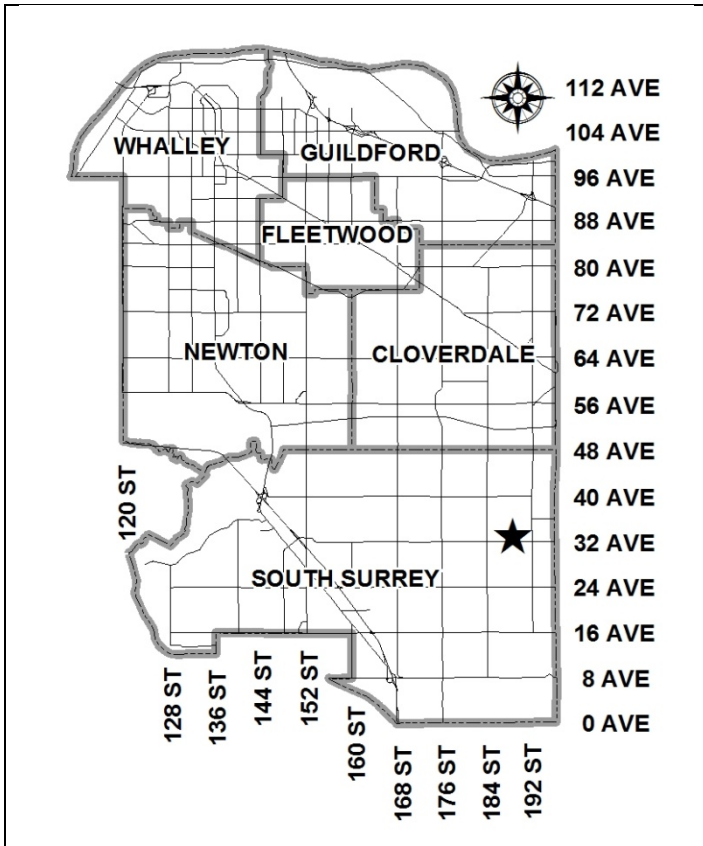 112 AVE
104 AVE
WHALLEY
GUILDFORD
96 AVE
88 AVE
FLEETWOOD
80 AVE
72 AVE
NEWTON
CLOVERDALE
64 AVE
56 AVE
48 AVE
120 ST
40 AVE
32 AVE
SOUTH SURREY
24 AVE
16 AVE
8 AVE
0 AVE
128 ST
136 ST
144 ST
152 ST
160 ST
168 ST
176 ST
184 ST
192 ST